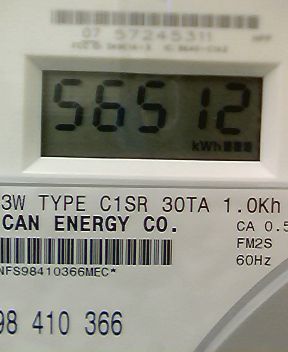 07 57245311
56512
kWh
3W TYPE C1SR 30TA 1.0Kh
CAN ENERGY CO.
CA 0.5
FM2S
NFS98410366MEC*
60Hz
98 410 366